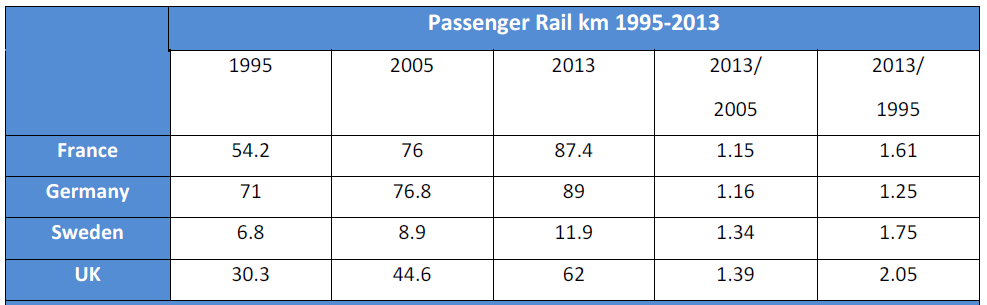 Passenger Rail km 1995-2013
1995 2005 2013 2013/ 2013/
2005 1995
France 54.2 76 87.4 1.15 1.61
Germany 71 76.8 89 1.16 1.25
Sweden 6.8 8.9 11.9 1.34 1.75
UK 30.3 44.6 62 1.39 2.05